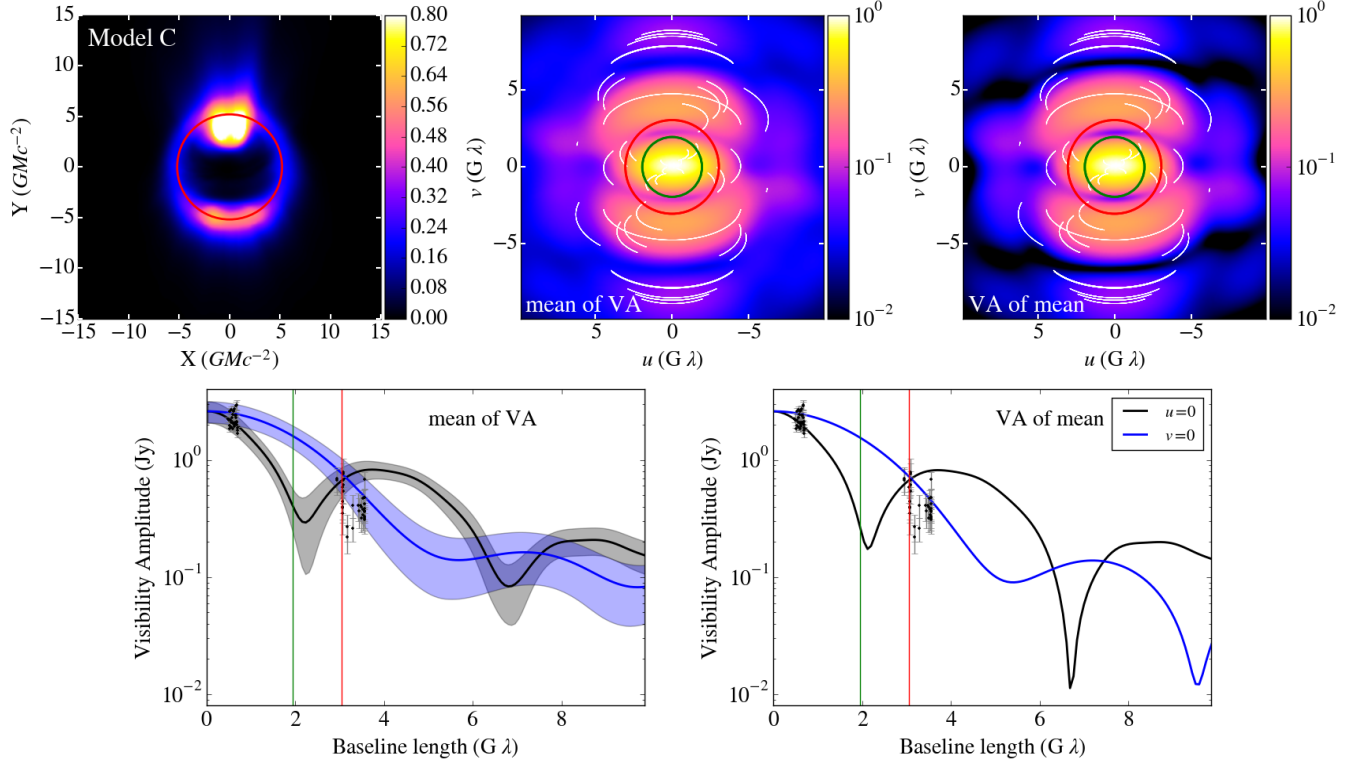 Model C
Y (GMc⁻²)
15
10
5
0
−5
−10
−15
−15 −10 −5 0 5 10 15
X (GMc⁻²)
0.80
0.72
0.64
0.56
0.48
0.40
0.32
0.24
0.16
0.08
0.00
mean of VA
v (G λ)
5
0
−5
5 0 −5
u (G λ)
10⁰
10⁻¹
10⁻²
VA of mean
v (G λ)
5
0
−5
5 0 −5
u (G λ)
10⁰
10⁻¹
10⁻²
mean of VA
Visibility Amplitude (Jy)
10⁰
10⁻¹
10⁻²
0 2 4 6 8
Baseline length (G λ)
VA of mean
u=0
v=0
Visibility Amplitude (Jy)
10⁰
10⁻¹
10⁻²
0 2 4 6 8
Baseline length (G λ)